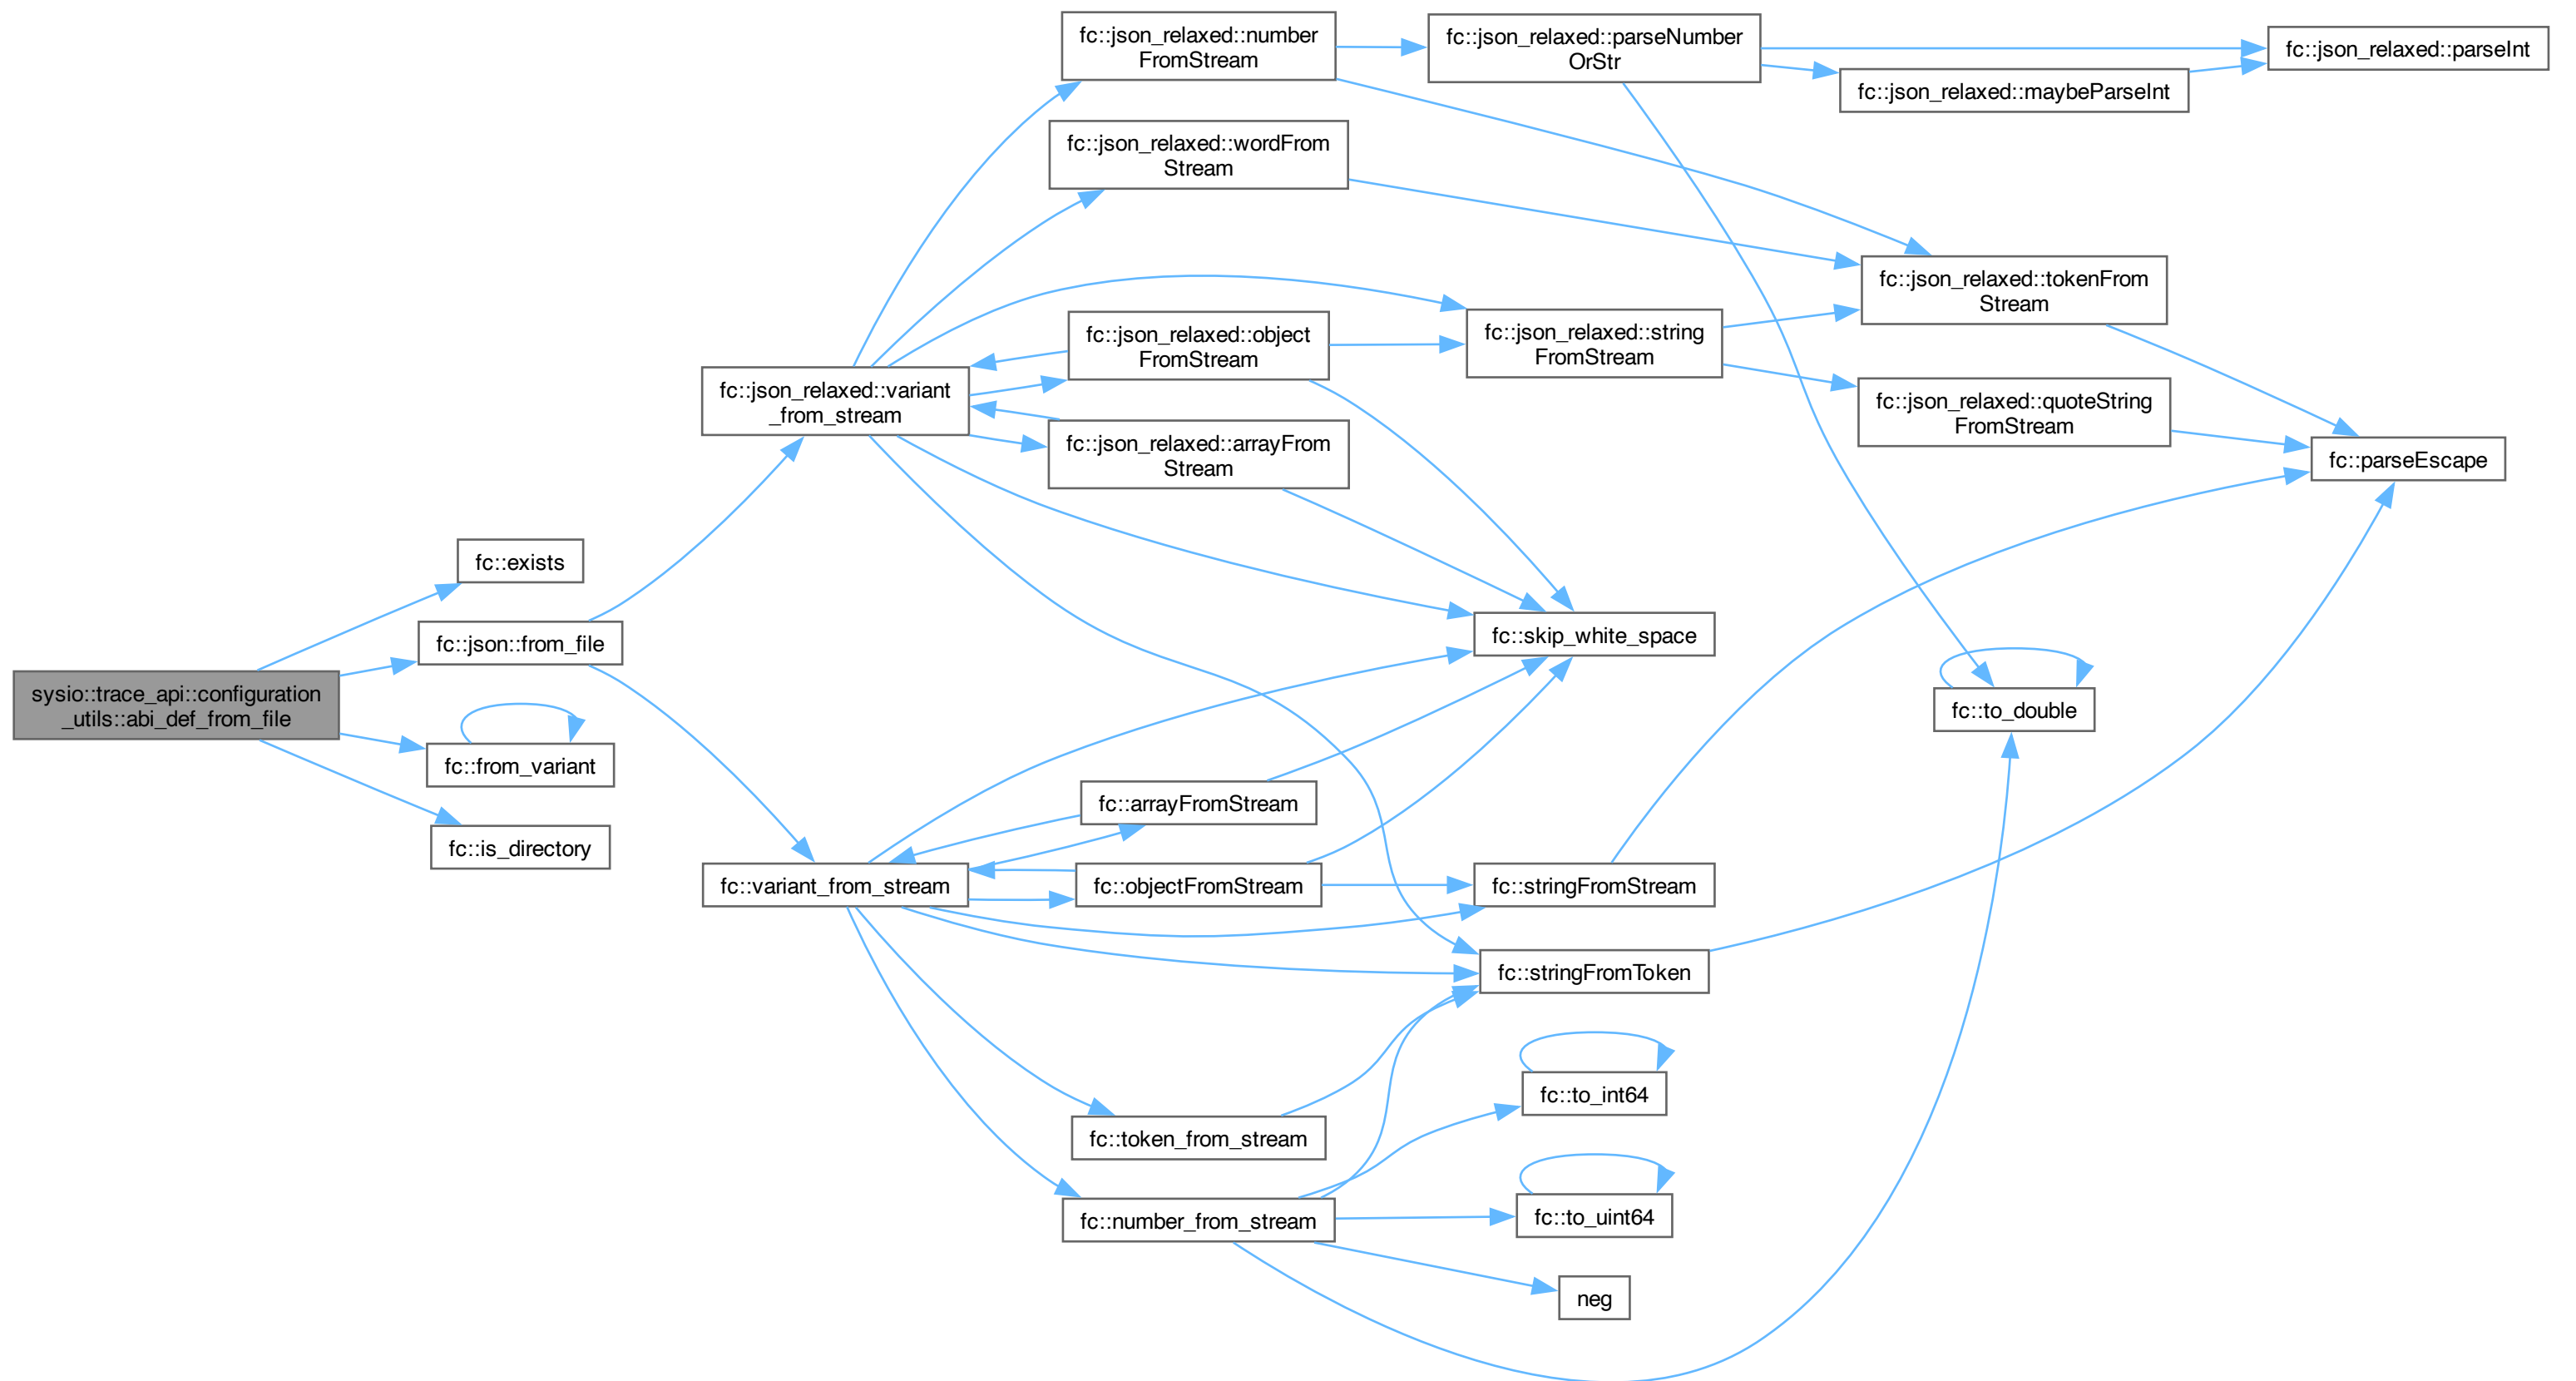 fc::json_relaxed::number
FromStream
fc::json_relaxed::parseNumber
OrStr
fc::json_relaxed::parseInt
fc::json_relaxed::maybeParseInt
fc::json_relaxed::wordFrom
Stream
fc::json_relaxed::tokenFrom
Stream
fc::json_relaxed::object
FromStream
fc::json_relaxed::string
FromStream
fc::json_relaxed::variant
_from_stream
fc::json_relaxed::quoteString
FromStream
fc::json_relaxed::arrayFrom
Stream
fc::parseEscape
fc::exists
fc::json::from_file
fc::skip_white_space
sysio::trace_api::configuration
_utils::abi_def_from_file
fc::to_double
fc::from_variant
fc::arrayFromStream
fc::is_directory
fc::variant_from_stream
fc::objectFromStream
fc::stringFromStream
fc::stringFromToken
fc::to_int64
fc::token_from_stream
fc::number_from_stream
fc::to_uint64
neg